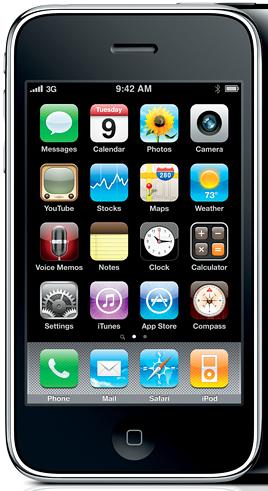 3G 9:42 AM
Tuesday
9 280 73°
Messages Calendar Photos Camera
YouTube Stocks Maps Weather
Voice Memos Notes Clock Calculator
Settings iTunes App Store Compass
Phone Mail Safari iPod